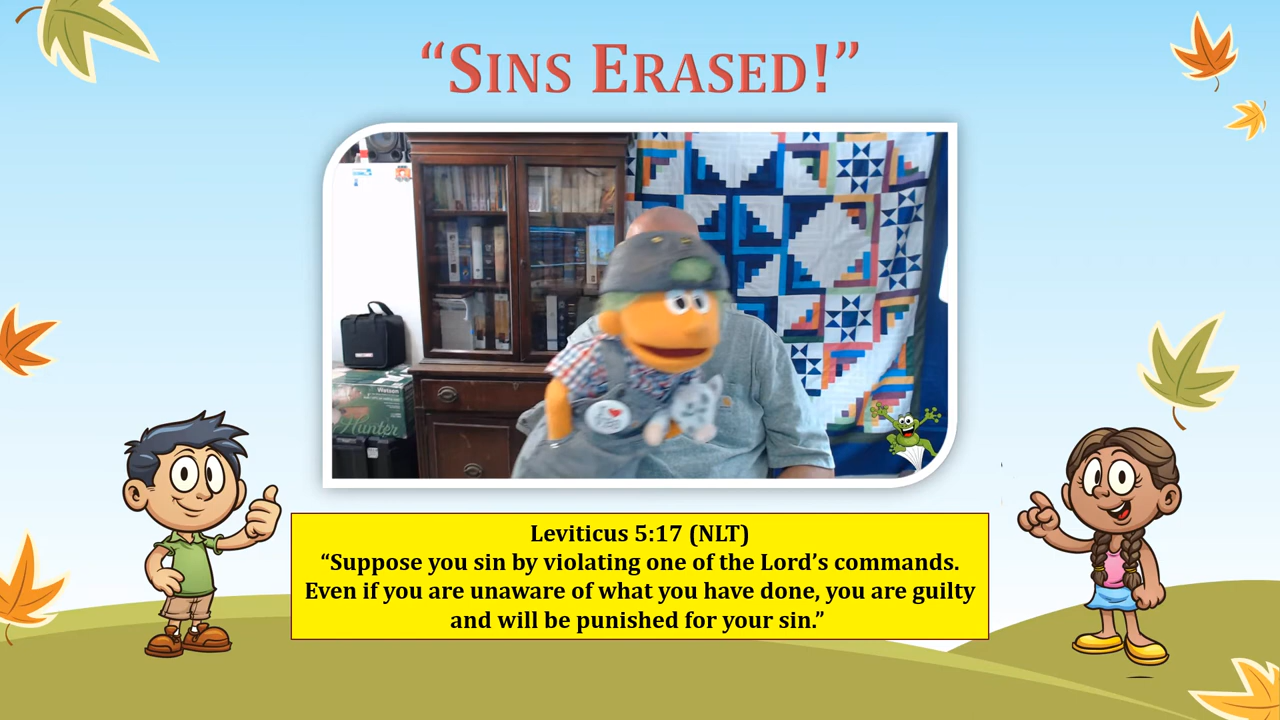 “Sins Erased!”
Watson
Hunter
Leviticus 5:17 (NLT)
“Suppose you sin by violating one of the Lord’s commands.
Even if you are unaware of what you have done, you are guilty
and will be punished for your sin.”